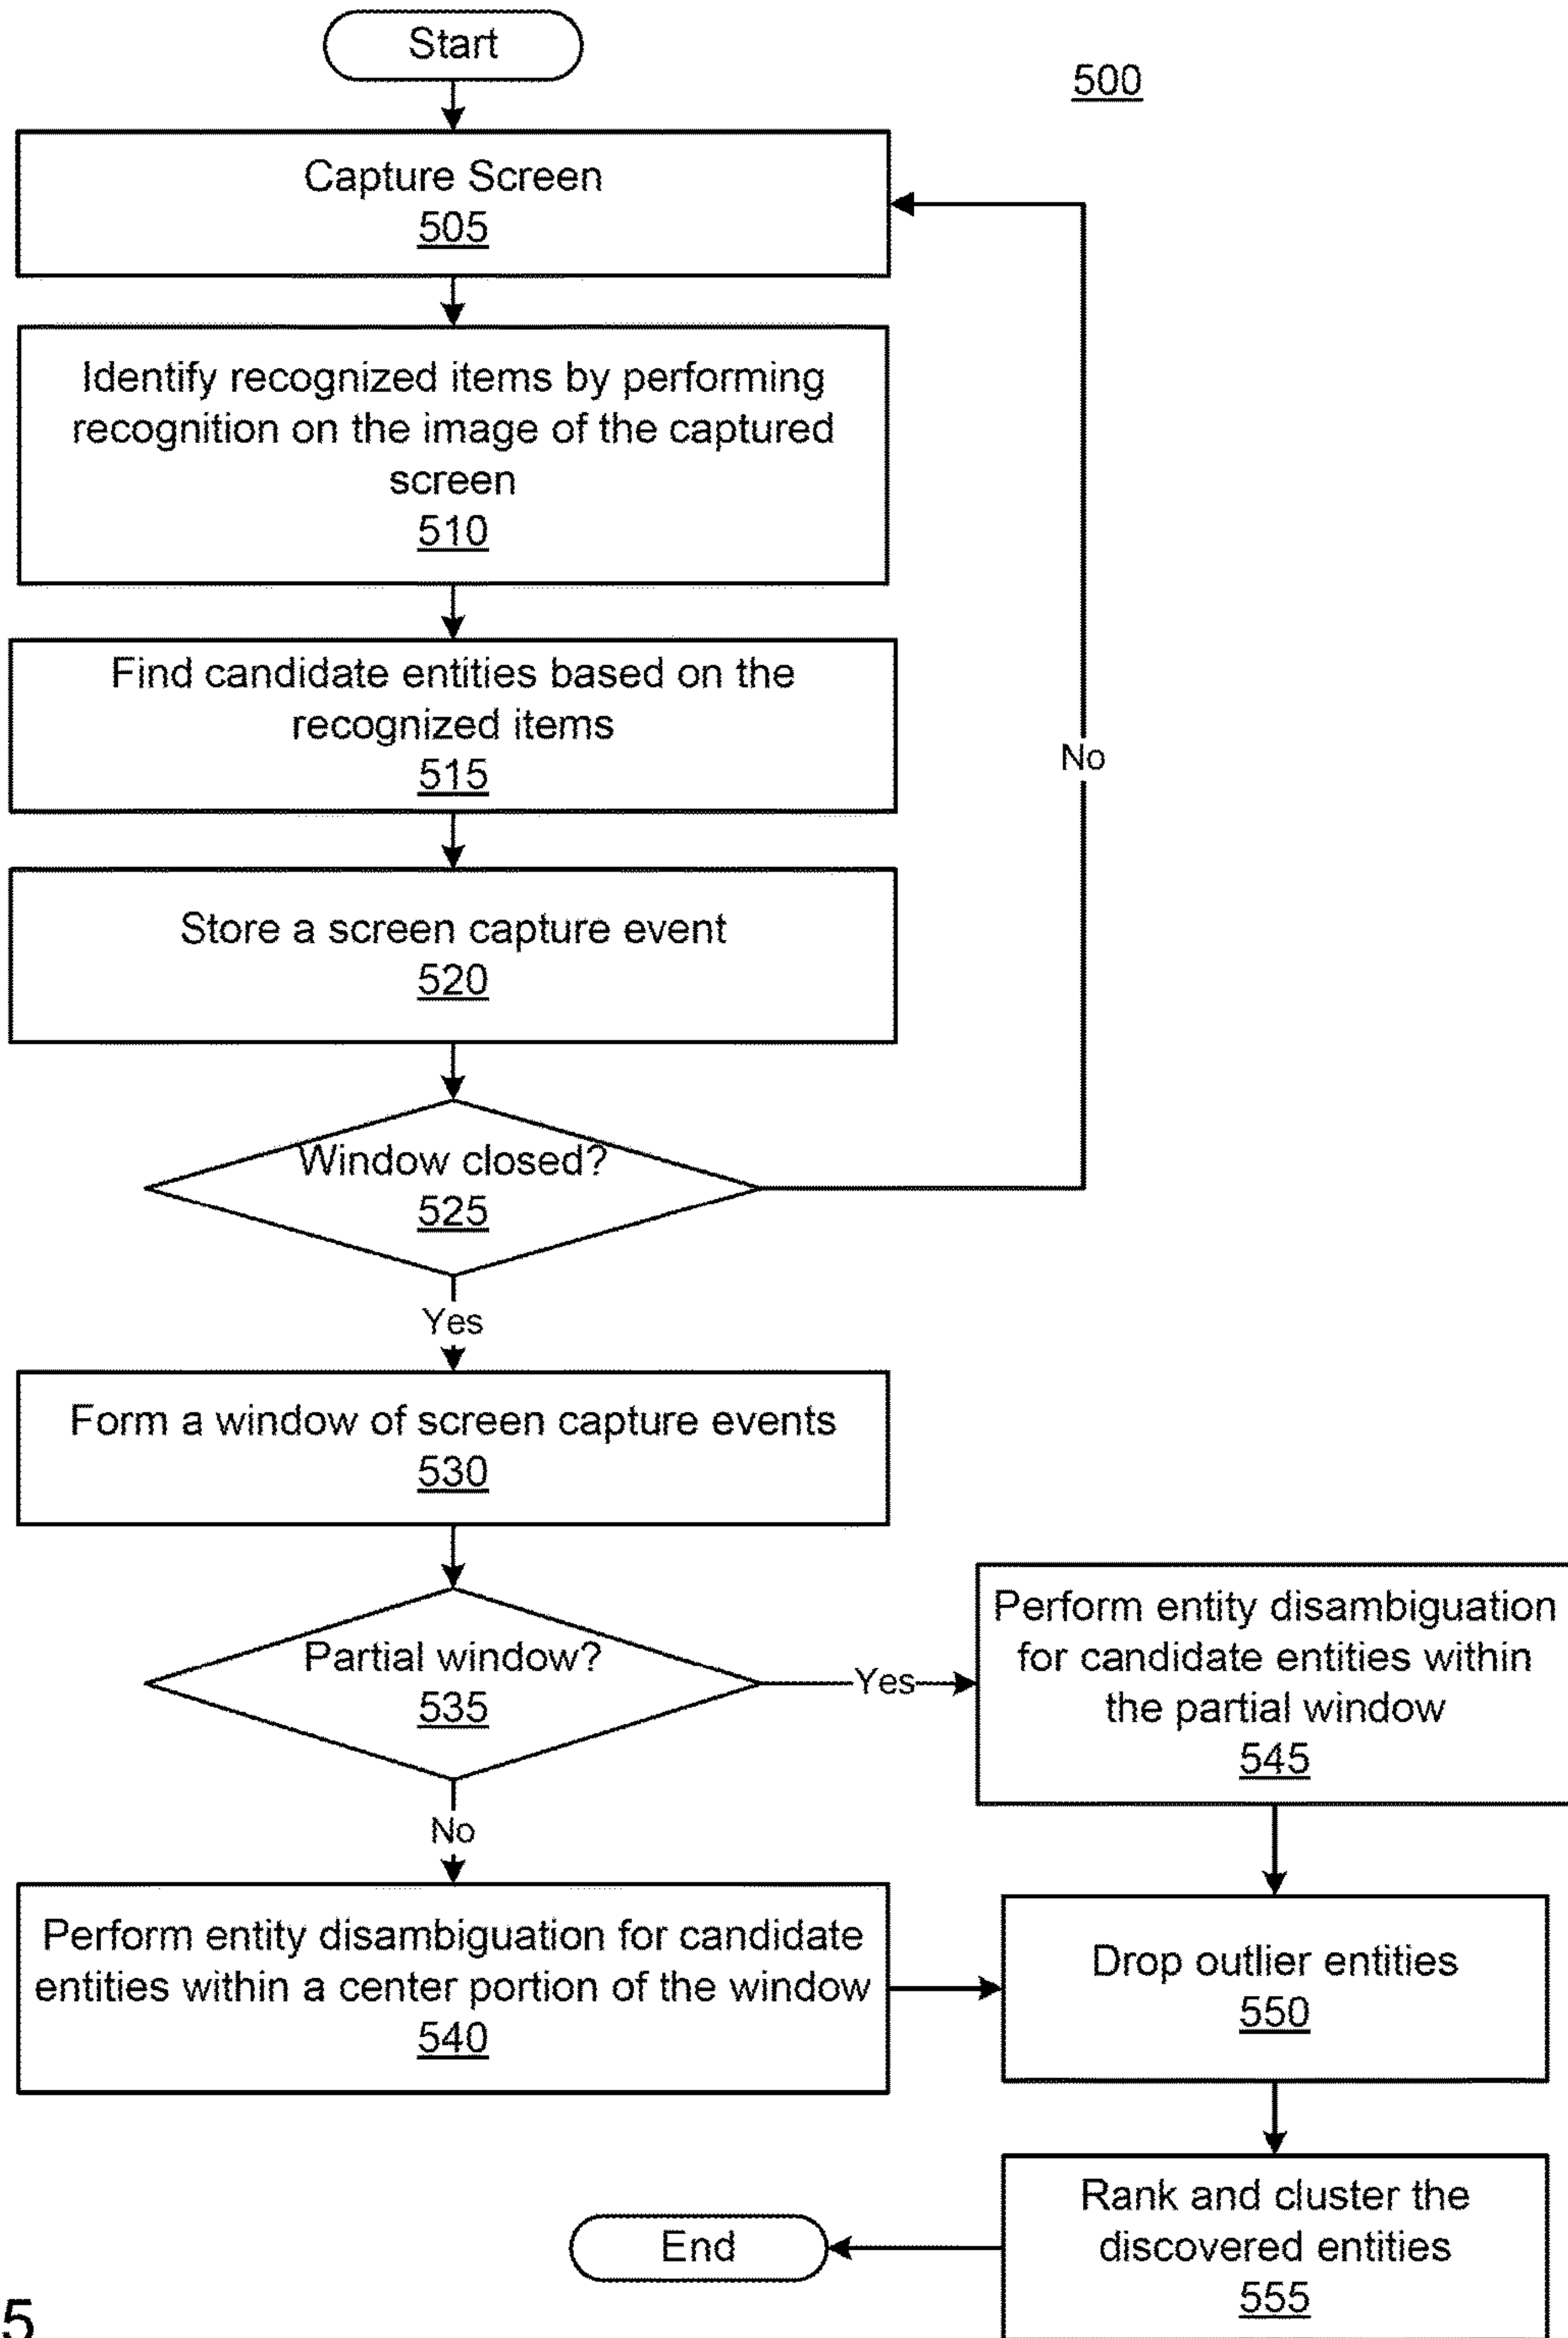 Start
500
Capture Screen
505
Identify recognized items by performing
recognition on the image of the captured
screen
510
Find candidate entities based on the
recognized items
515
No
Store a screen capture event
520
Window closed?
525
Yes
Form a window of screen capture events
530
Partial window?
535
Yes
Perform entity disambiguation
for candidate entities within
the partial window
545
No
Perform entity disambiguation for candidate
entities within a center portion of the window
540
Drop outlier entities
550
Rank and cluster the
discovered entities
555
End
5